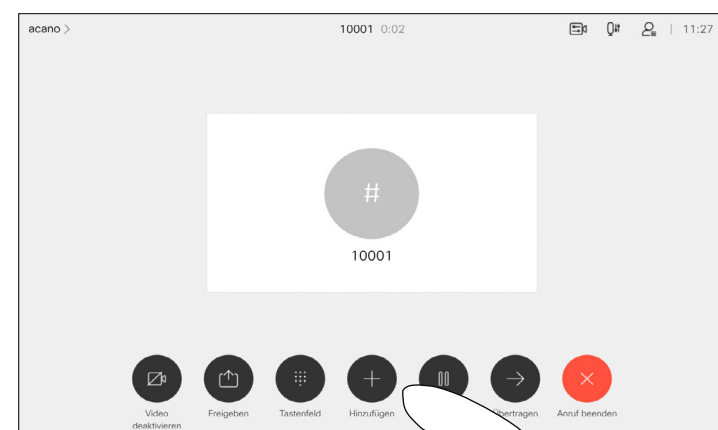 acano >
10001 0:02
11:27
#
10001
Video deaktivieren
Freigeben
Tastenfeld
Hinzufügen
Übertragen
Anruf beenden